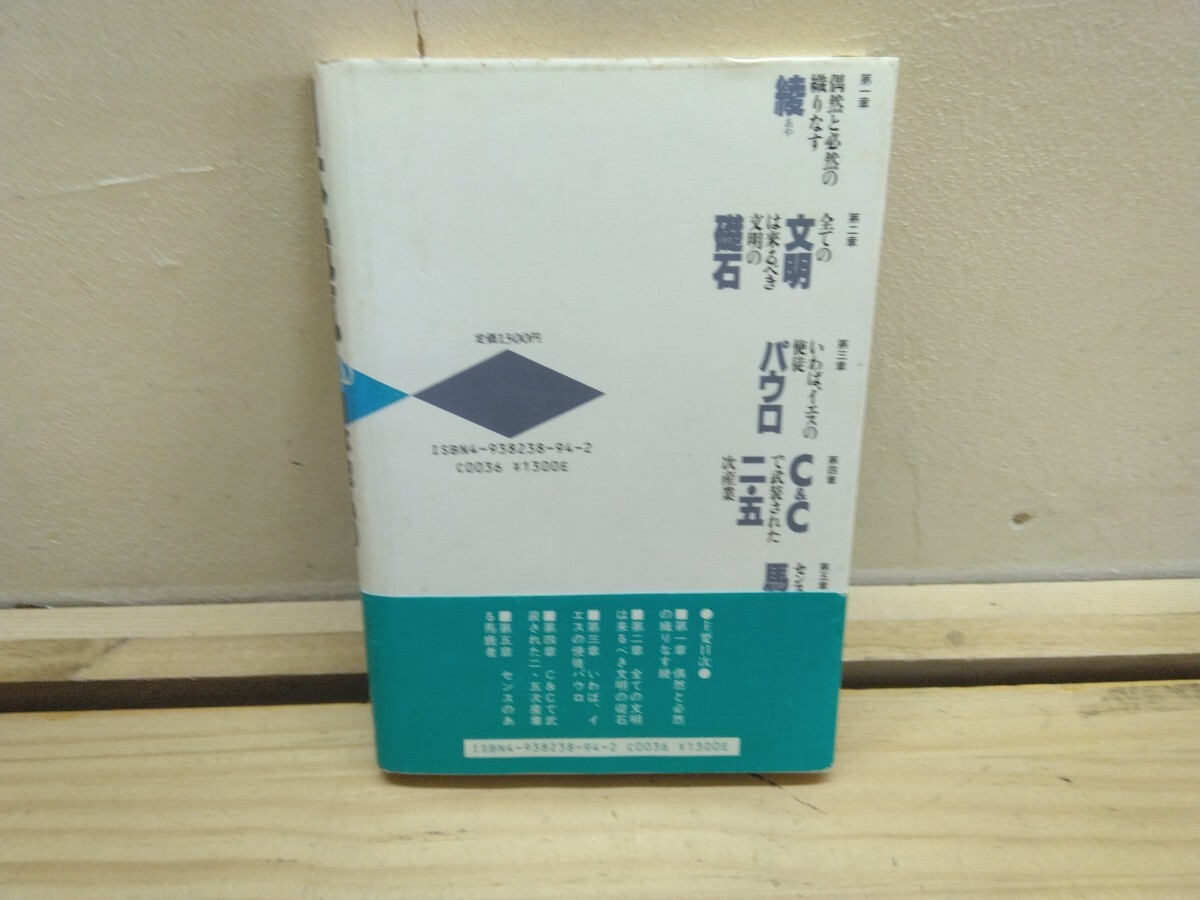 第一章
偶然と必然の
織りなす
綾
あや
第二章
全ての
文明
は来るべき
文明の
礎石
第三章
いわば、イエスの
使徒
パウロ
第四章
C&C
で武装された
二・五
次産業
第五章
センス
馬
定価1300円
ISBN4-938238-94-2
C0036 ¥1300E
●主要目次●
■第一章 偶然と必然
の織りなす綾
■第二章 全ての文明
は来るべき文明の礎石
■第三章 いわば、イ
エスの使徒、パウロ
■第四章 C&Cで武
装された二・五次産業
■第五章 センスのあ
る馬鹿者
ISBN4-938238-94-2 C0036 ¥1300E